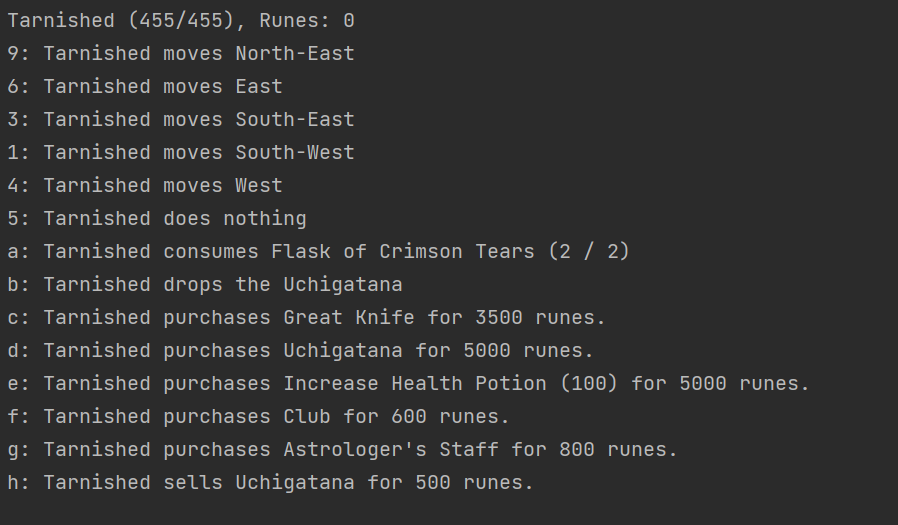 Tarnished (455/455), Runes: 0
9: Tarnished moves North-East
6: Tarnished moves East
3: Tarnished moves South-East
1: Tarnished moves South-West
4: Tarnished moves West
5: Tarnished does nothing
a: Tarnished consumes Flask of Crimson Tears (2 / 2)
b: Tarnished drops the Uchigatana
c: Tarnished purchases Great Knife for 3500 runes.
d: Tarnished purchases Uchigatana for 5000 runes.
e: Tarnished purchases Increase Health Potion (100) for 5000 runes.
f: Tarnished purchases Club for 600 runes.
g: Tarnished purchases Astrologer's Staff for 800 runes.
h: Tarnished sells Uchigatana for 500 runes.